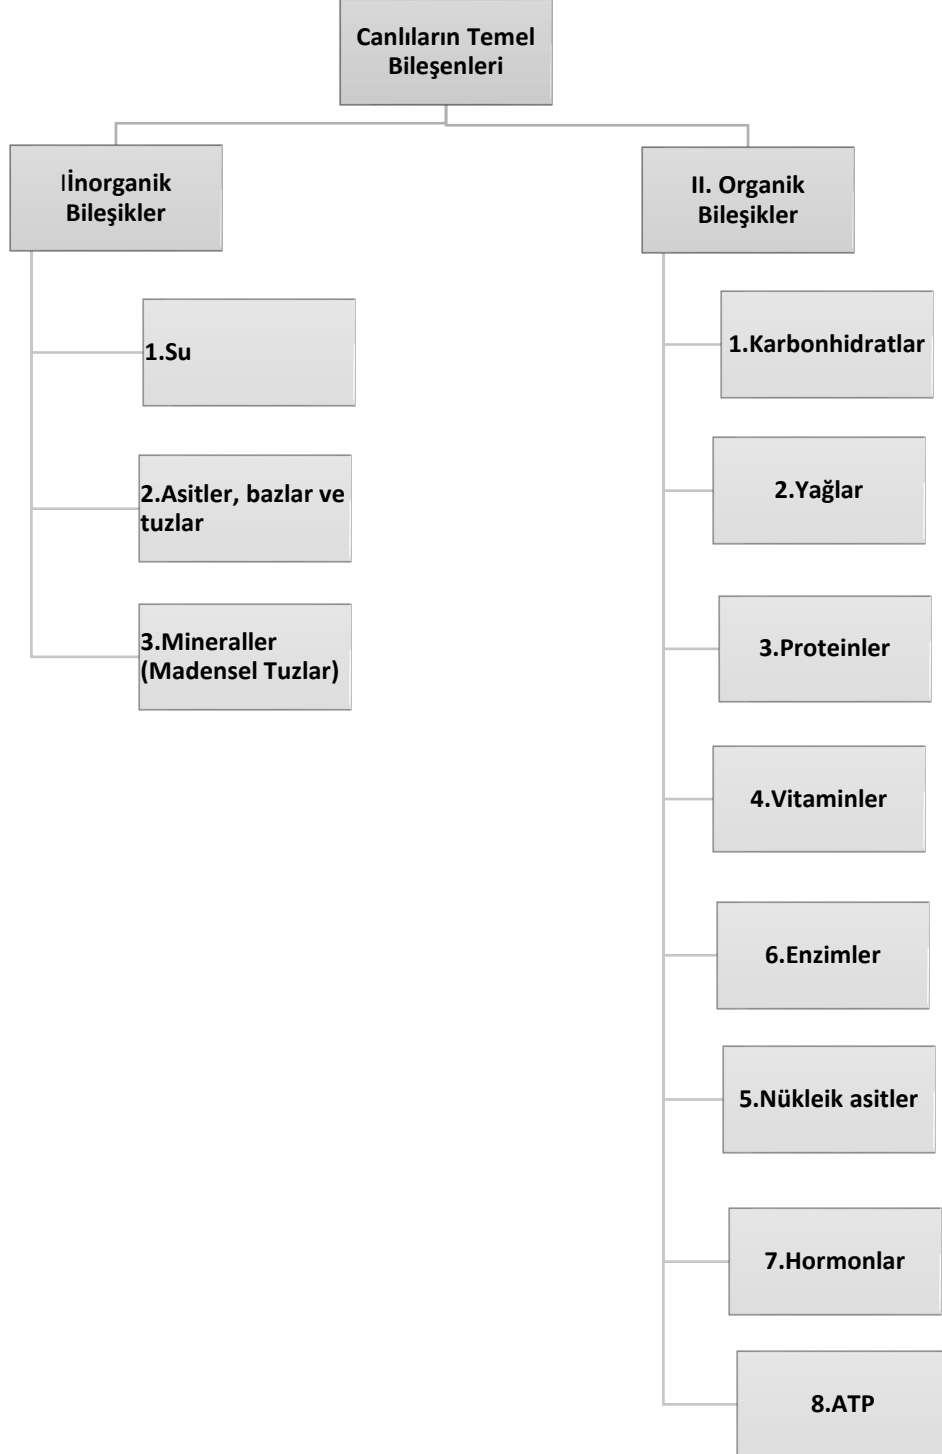 Canlıların Temel
Bileşenleri
Iİnorganik
Bileşikler
1.Su
2.Asitler, bazlar ve
tuzlar
3.Mineraller
(Madensel Tuzlar)
II. Organik
Bileşikler
1.Karbonhidratlar
2.Yağlar
3.Proteinler
4.Vitaminler
6.Enzimler
5.Nükleik asitler
7.Hormonlar
8.ATP